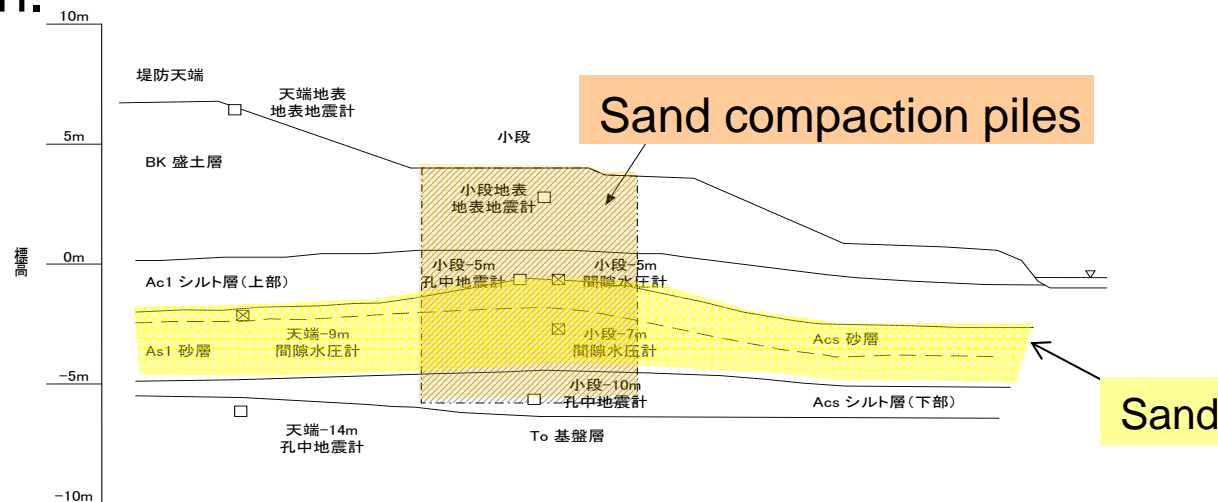 10m
堤防天端
天端地表
地表地震計
Sand compaction piles
5m
小段
BK 盛土層
小段地表
地表地震計
標高
0m
小段-5m
孔中地震計
小段-5m
間隙水圧計
Ac1 シルト層(上部)
天端-9m
間隙水圧計
小段-7m
間隙水圧計
Acs 砂層
As1 砂層
-5m
小段-10m
孔中地震計
Acs シルト層(下部)
Sand
天端-14m
孔中地震計
To 基盤層
-10m